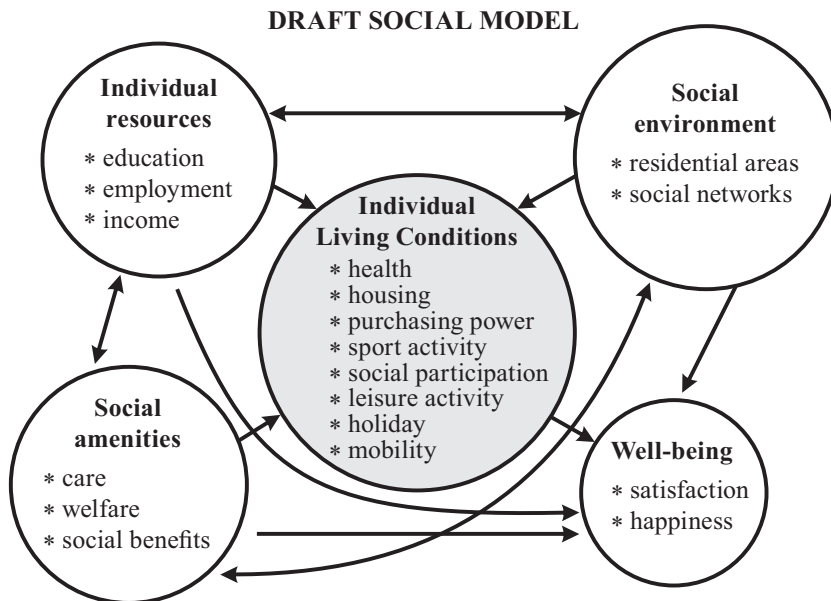 DRAFT SOCIAL MODEL
Individual
resources
* education
* employment
* income
Social
environment
* residential areas
* social networks
Individual
Living Conditions
* health
* housing
* purchasing power
* sport activity
* social participation
* leisure activity
* holiday
* mobility
Social
amenities
* care
* welfare
* social benefits
Well-being
* satisfaction
* happiness